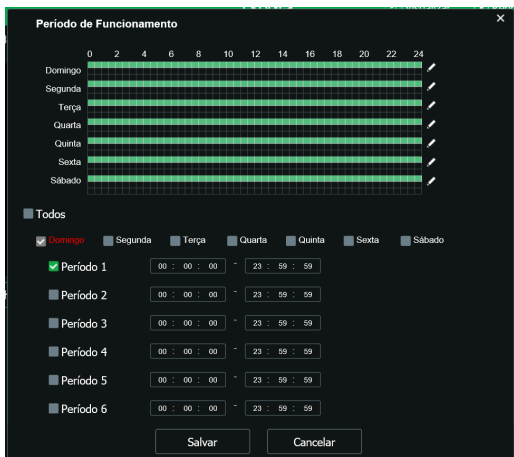 Período de Funcionamento
0 2 4 6 8 10 12 14 16 18 20 22 24
Domingo
Segunda
Terça
Quarta
Quinta
Sexta
Sábado
Todos
Domingo Segunda Terça Quarta Quinta Sexta Sábado
Período 1 00 : 00 : 00 - 23 : 59 : 59
Período 2 00 : 00 : 00 - 23 : 59 : 59
Período 3 00 : 00 : 00 - 23 : 59 : 59
Período 4 00 : 00 : 00 - 23 : 59 : 59
Período 5 00 : 00 : 00 - 23 : 59 : 59
Período 6 00 : 00 : 00 - 23 : 59 : 59
Salvar Cancelar